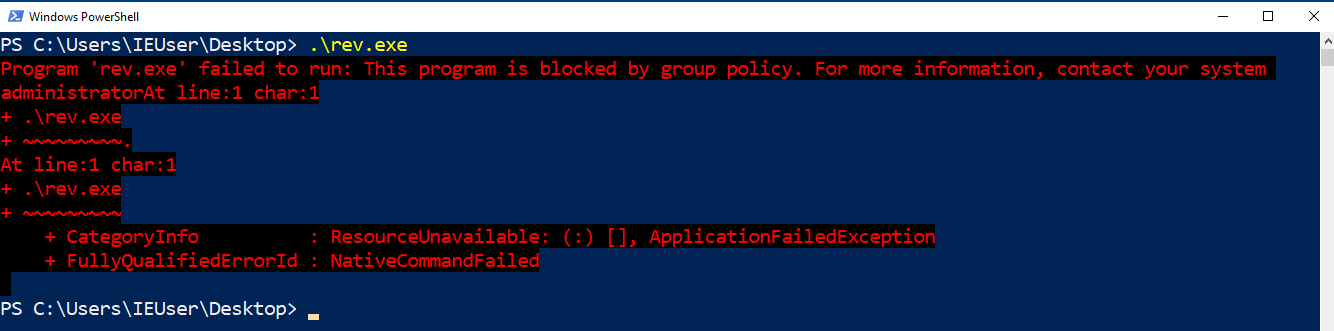 Windows PowerShell
PS C:\Users\IEUser\Desktop> .\rev.exe
Program 'rev.exe' failed to run: This program is blocked by group policy. For more information, contact your system
administratorAt line:1 char:1
+ .\rev.exe
+ ~~~~~~~~~.
At line:1 char:1
+ .\rev.exe
+ ~~~~~~~~~
    + CategoryInfo          : ResourceUnavailable: (:) [], ApplicationFailedException
    + FullyQualifiedErrorId : NativeCommandFailed
PS C:\Users\IEUser\Desktop>